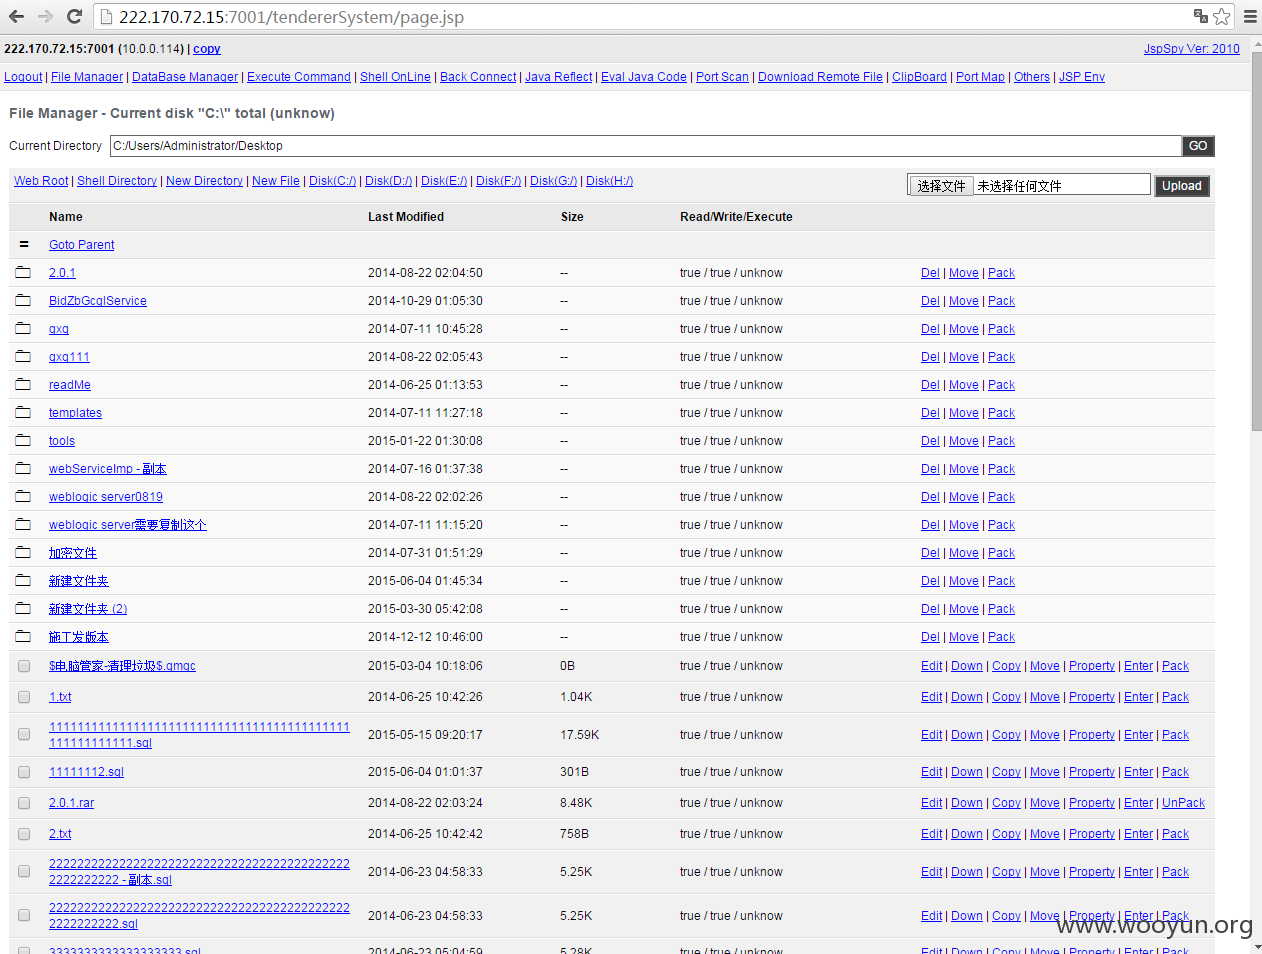 222.170.72.15:7001/tendererSystem/page.jsp
222.170.72.15:7001 (10.0.0.114) | copy JspSpy Ver: 2010
Logout | File Manager | DataBase Manager | Execute Command | Shell OnLine | Back Connect | Java Reflect | Eval Java Code | Port Scan | Download Remote File | ClipBoard | Port Map | Others | JSP Env
File Manager - Current disk "C:\" total (unknow)
Current Directory C:/Users/Administrator/Desktop GO
Web Root | Shell Directory | New Directory | New File | Disk(C:/) | Disk(D:/) | Disk(E:/) | Disk(F:/) | Disk(G:/) | Disk(H:/) 选择文件 未选择任何文件 Upload
Name Last Modified Size Read/Write/Execute
= Goto Parent
2.0.1 2014-08-22 02:04:50 -- true / true / unknow Del | Move | Pack
BidZbGcglService 2014-10-29 01:05:30 -- true / true / unknow Del | Move | Pack
gxg 2014-07-11 10:45:28 -- true / true / unknow Del | Move | Pack
gxg111 2014-08-22 02:05:43 -- true / true / unknow Del | Move | Pack
readMe 2014-06-25 01:13:53 -- true / true / unknow Del | Move | Pack
templates 2014-07-11 11:27:18 -- true / true / unknow Del | Move | Pack
tools 2015-01-22 01:30:08 -- true / true / unknow Del | Move | Pack
webServiceImp - 副本 2014-07-16 01:37:38 -- true / true / unknow Del | Move | Pack
weblogic server0819 2014-08-22 02:02:26 -- true / true / unknow Del | Move | Pack
weblogic server需要复制这个 2014-07-11 11:15:20 -- true / true / unknow Del | Move | Pack
加密文件 2014-07-31 01:51:29 -- true / true / unknow Del | Move | Pack
新建文件夹 2015-06-04 01:45:34 -- true / true / unknow Del | Move | Pack
新建文件夹 (2) 2015-03-30 05:42:08 -- true / true / unknow Del | Move | Pack
施工发版本 2014-12-12 10:46:00 -- true / true / unknow Del | Move | Pack
$电脑管家-清理垃圾$.qmgc 2015-03-04 10:18:06 0B true / true / unknow Edit | Down | Copy | Move | Property | Enter | Pack
1.txt 2014-06-25 10:42:26 1.04K true / true / unknow Edit | Down | Copy | Move | Property | Enter | Pack
1111111111111111111111111111111111111111111
111111111111.sql 2015-05-15 09:20:17 17.59K true / true / unknow Edit | Down | Copy | Move | Property | Enter | Pack
11111112.sql 2015-06-04 01:01:37 301B true / true / unknow Edit | Down | Copy | Move | Property | Enter | Pack
2.0.1.rar 2014-08-22 02:03:24 8.48K true / true / unknow Edit | Down | Copy | Move | Property | Enter | UnPack
2.txt 2014-06-25 10:42:42 758B true / true / unknow Edit | Down | Copy | Move | Property | Enter | Pack
2222222222222222222222222222222222222222222
2222222222 - 副本.sql 2014-06-23 04:58:33 5.25K true / true / unknow Edit | Down | Copy | Move | Property | Enter | Pack
2222222222222222222222222222222222222222222
2222222222.sql 2014-06-23 04:58:33 5.25K true / true / unknow Edit | Down | Copy | Move | Property | Enter | Pack
3333333333333333333.sql 2014-06-23 05:04:59 5.28K true / true / unknow Edit | Down | Copy | Move | Property | Enter | Pack
www.wooyun.org